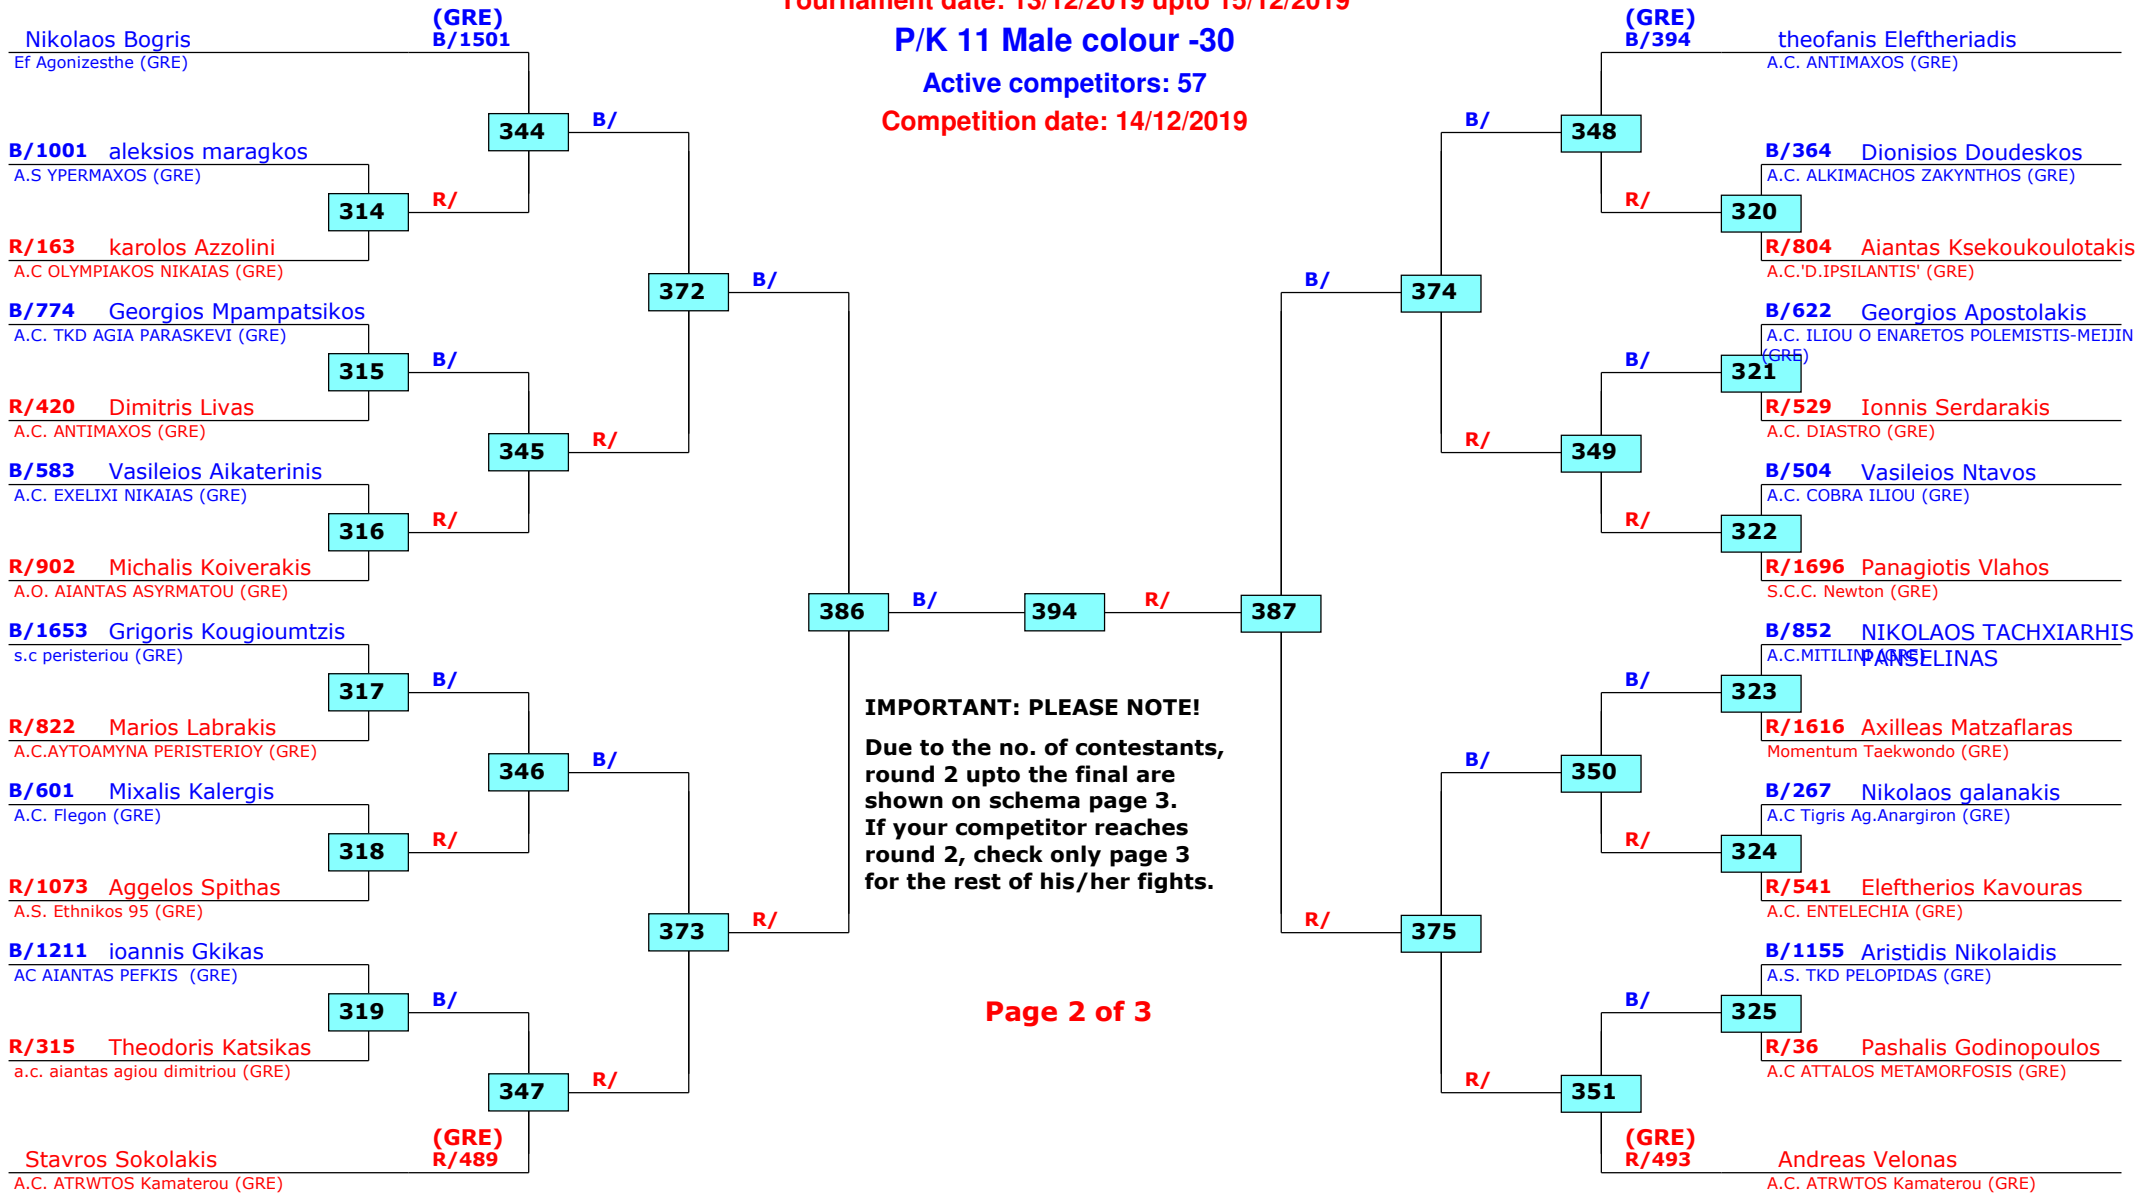 Tournament date: 13/12/2019 upto 15/12/2019
P/K 11 Male colour -30
Active competitors: 57
Competition date: 14/12/2019
(GRE)
Nikolaos Bogris B/1501
Ef Agonizesthe (GRE)
344 B/
B/1001 aleksios maragkos
A.S YPERMAXOS (GRE)
314 R/
R/163 karolos Azzolini
A.C OLYMPIAKOS NIKAIAS (GRE)
372 B/
B/774 Georgios Mpampatsikos
A.C. TKD AGIA PARASKEVI (GRE)
315 B/
R/420 Dimitris Livas
A.C. ANTIMAXOS (GRE)
345 R/
B/583 Vasileios Aikaterinis
A.C. EXELIXI NIKAIAS (GRE)
316 R/
R/902 Michalis Koiverakis
A.O. AIANTAS ASYRMATOU (GRE)
386 B/ 394 R/ 387
B/1653 Grigoris Kougioumtzis
s.c peristeriou (GRE)
317 B/
R/822 Marios Labrakis
A.C.AYTOAMYNA PERISTERIOY (GRE)
346 B/
B/601 Mixalis Kalergis
A.C. Flegon (GRE)
318 R/
R/1073 Aggelos Spithas
A.S. Ethnikos 95 (GRE)
373 R/
B/1211 ioannis Gkikas
AC AIANTAS PEFKIS (GRE)
319 B/
R/315 Theodoris Katsikas
a.c. aiantas agiou dimitriou (GRE)
347 R/
(GRE)
Stavros Sokolakis R/489
A.C. ATRWTOS Kamaterou (GRE)
IMPORTANT: PLEASE NOTE!
Due to the no. of contestants,
round 2 upto the final are
shown on schema page 3.
If your competitor reaches
round 2, check only page 3
for the rest of his/her fights.
Page 2 of 3
(GRE)
B/394 theofanis Eleftheriadis
A.C. ANTIMAXOS (GRE)
B/ 348
B/364 Dionisios Doudeskos
A.C. ALKIMACHOS ZAKYNTHOS (GRE)
R/ 320
R/804 Aiantas Ksekoukoulotakis
A.C.'D.IPSILANTIS' (GRE)
B/ 374
B/622 Georgios Apostolakis
A.C. ILIOU O ENARETOS POLEMISTIS-MEIJIN
(GRE)
B/ 321
R/529 Ionnis Serdarakis
A.C. DIASTRO (GRE)
R/ 349
B/504 Vasileios Ntavos
A.C. COBRA ILIOU (GRE)
R/ 322
R/1696 Panagiotis Vlahos
S.C.C. Newton (GRE)
B/852 NIKOLAOS TACHXIARHIS
PANSELINAS
A.C.MITILINI (GRE)
B/ 323
R/1616 Axilleas Matzaflaras
Momentum Taekwondo (GRE)
B/ 350
B/267 Nikolaos galanakis
A.C Tigris Ag.Anargiron (GRE)
R/ 324
R/541 Eleftherios Kavouras
A.C. ENTELECHIA (GRE)
R/ 375
B/1155 Aristidis Nikolaidis
A.S. TKD PELOPIDAS (GRE)
B/ 325
R/36 Pashalis Godinopoulos
A.C ATTALOS METAMORFOSIS (GRE)
R/ 351
(GRE)
R/493 Andreas Velonas
A.C. ATRWTOS Kamaterou (GRE)